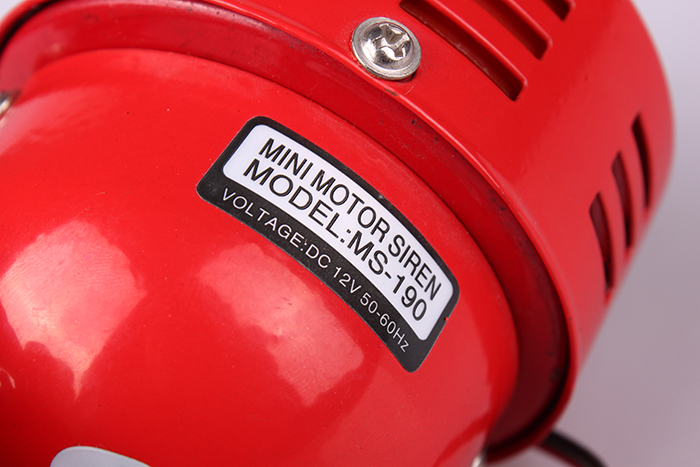 MINI MOTOR SIREN
MODEL:MS-190
VOLTAGE:DC 12V 50-60Hz